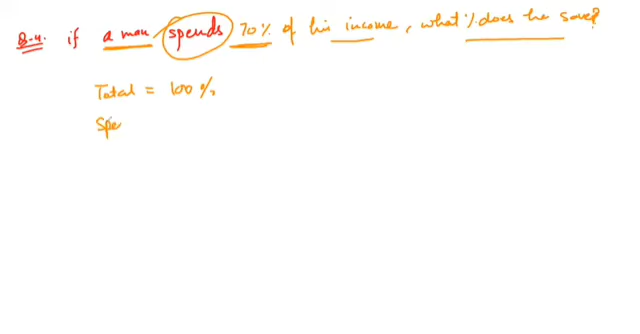 Q-4. if a man spends 70% of his income, what % does he save?
Total = 100%
Spe